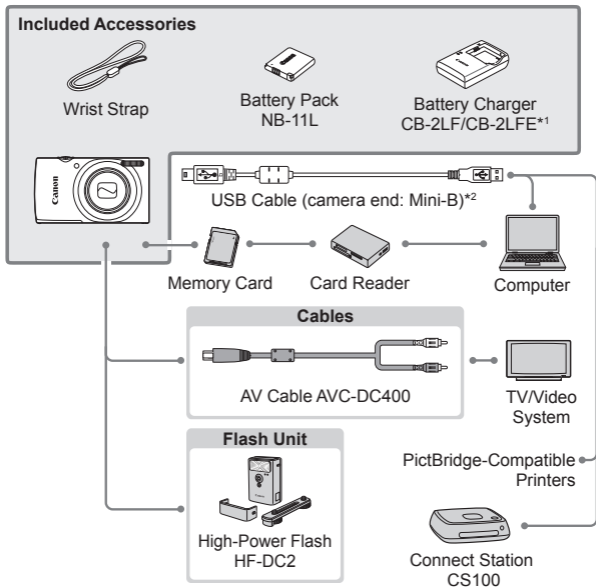 Included Accessories
Wrist Strap
Battery Pack
NB-11L
Battery Charger
CB-2LF/CB-2LFE*1
Canon
USB Cable (camera end: Mini-B)*2
Memory Card
Card Reader
Computer
Cables
AV Cable AVC-DC400
TV/Video
System
Flash Unit
High-Power Flash
HF-DC2
PictBridge-Compatible
Printers
Connect Station
CS100